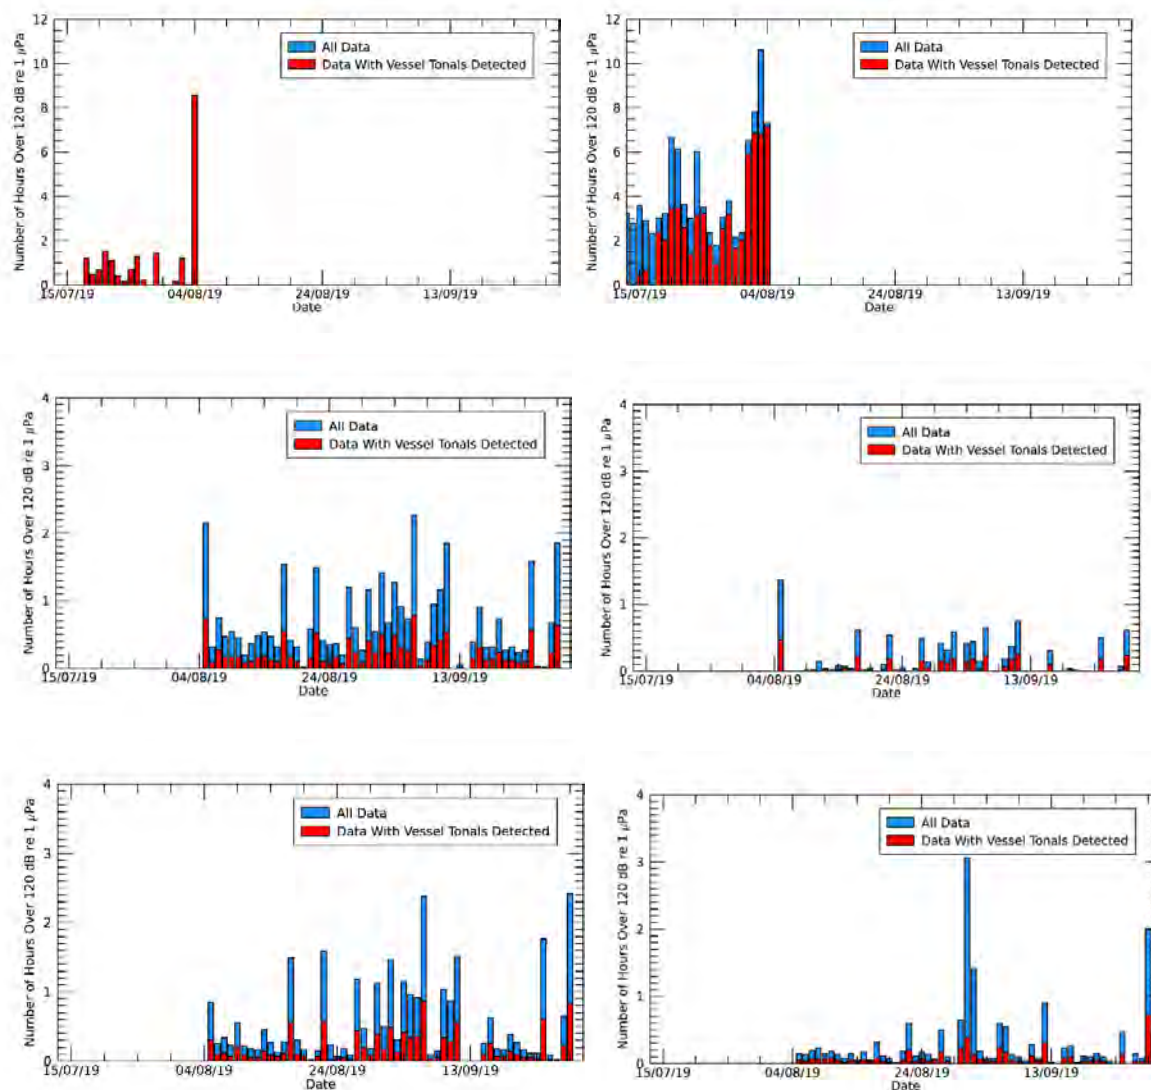 12
10
8
6
4
2
0
Number of Hours Over 120 dB re 1 µPa
All Data
Data With Vessel Tonals Detected
15/07/19 04/08/19 24/08/19 13/09/19
Date
12
10
8
6
4
2
0
Number of Hours Over 120 dB re 1 µPa
All Data
Data With Vessel Tonals Detected
15/07/19 04/08/19 24/08/19 13/09/19
Date
4
3
2
1
0
Number of Hours Over 120 dB re 1 µPa
All Data
Data With Vessel Tonals Detected
15/07/19 04/08/19 24/08/19 13/09/19
Date
4
3
2
1
0
Number of Hours Over 120 dB re 1 µPa
All Data
Data With Vessel Tonals Detected
15/07/19 04/08/19 24/08/19 13/09/19
Date
4
3
2
1
0
Number of Hours Over 120 dB re 1 µPa
All Data
Data With Vessel Tonals Detected
15/07/19 04/08/19 24/08/19 13/09/19
Date
4
3
2
1
0
Number of Hours Over 120 dB re 1 µPa
All Data
Data With Vessel Tonals Detected
15/07/19 04/08/19 24/08/19 13/09/19
Date